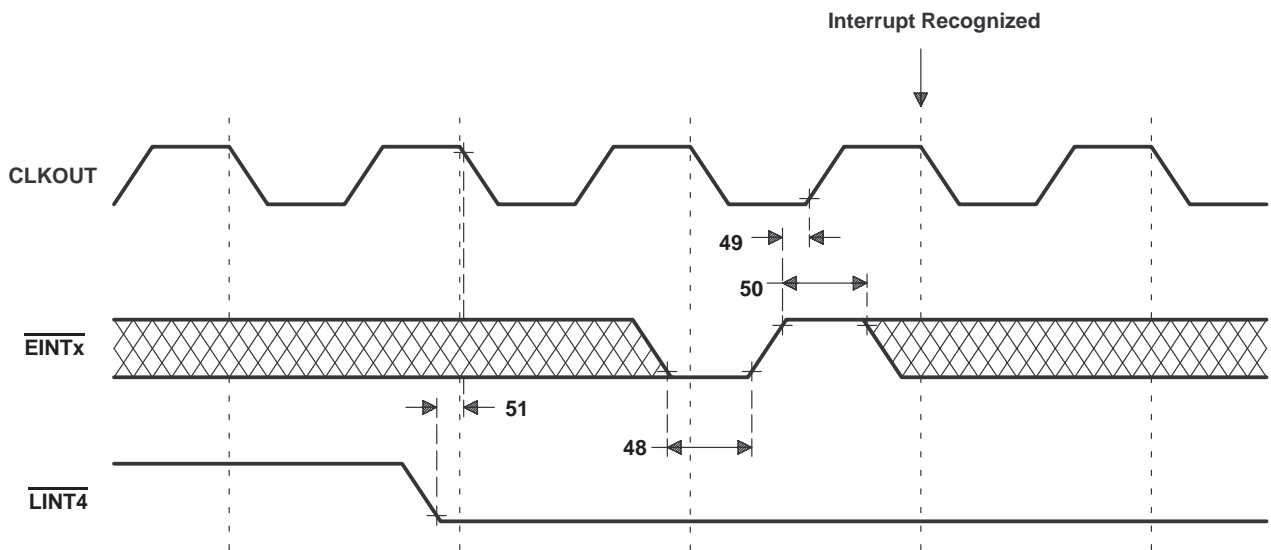 Interrupt Recognized
CLKOUT
49
50
EINTx
51
48
LINT4